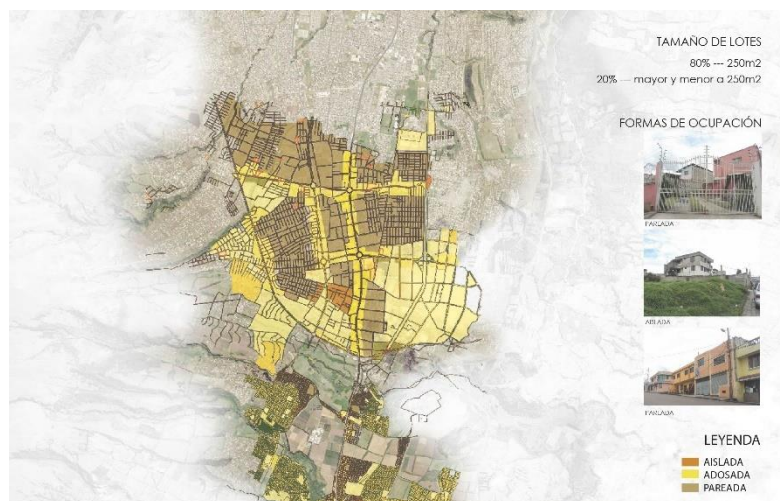 TAMAÑO DE LOTES
80% --- 250m2
20% --- mayor y menor a 250m2
FORMAS DE OCUPACIÓN
PAREADA
AISLADA
PAREADA
LEYENDA
AISLADA
ADOSADA
PAREADA